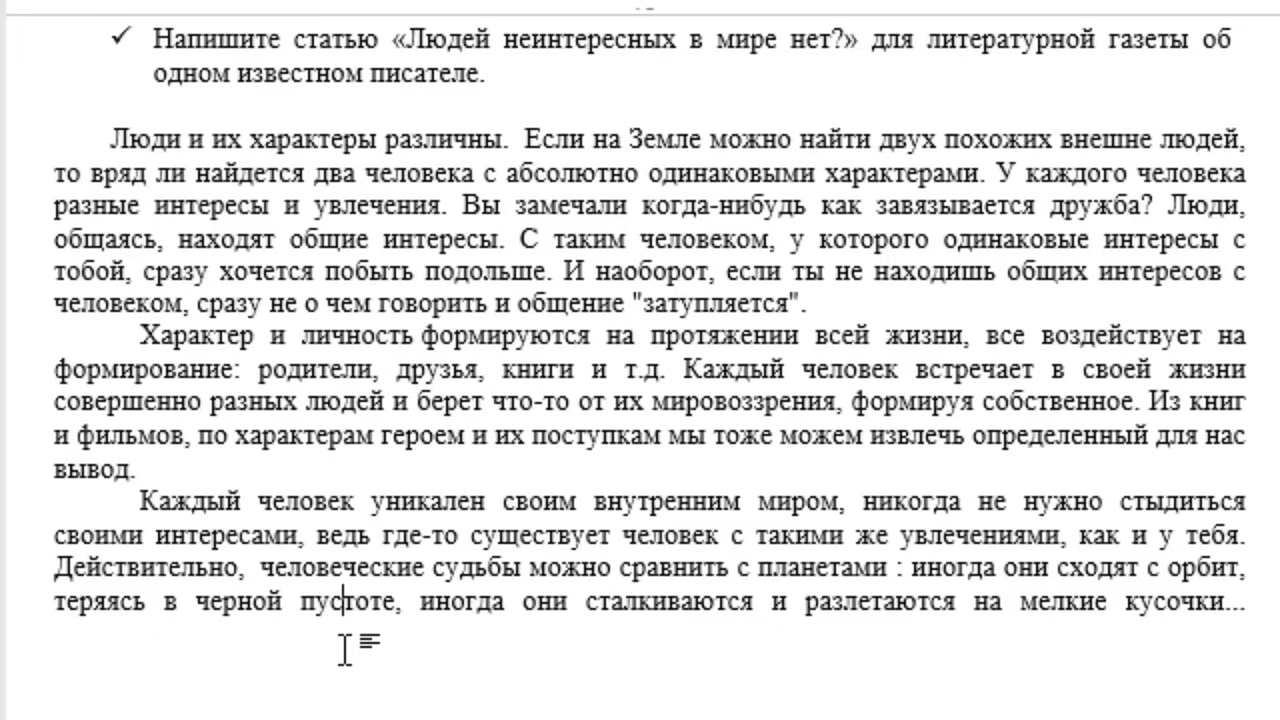 ✓ Напишите статью «Людей неинтересных в мире нет?» для литературной газеты об
одном известном писателе.
Люди и их характеры различны. Если на Земле можно найти двух похожих внешне людей,
то вряд ли найдется два человека с абсолютно одинаковыми характерами. У каждого человека
разные интересы и увлечения. Вы замечали когда-нибудь как завязывается дружба? Люди,
общаясь, находят общие интересы. С таким человеком, у которого одинаковые интересы с
тобой, сразу хочется побыть подольше. И наоборот, если ты не находишь общих интересов с
человеком, сразу не о чем говорить и общение "затупляется".
Характер и личность формируются на протяжении всей жизни, все воздействует на
формирование: родители, друзья, книги и т.д. Каждый человек встречает в своей жизни
совершенно разных людей и берет что-то от их мировоззрения, формируя собственное. Из книг
и фильмов, по характерам героем и их поступкам мы тоже можем извлечь определенный для нас
вывод.
Каждый человек уникален своим внутренним миром, никогда не нужно стыдиться
своими интересами, ведь где-то существует человек с такими же увлечениями, как и у тебя.
Действительно, человеческие судьбы можно сравнить с планетами : иногда они сходят с орбит,
теряясь в черной пустоте, иногда они сталкиваются и разлетаются на мелкие кусочки...